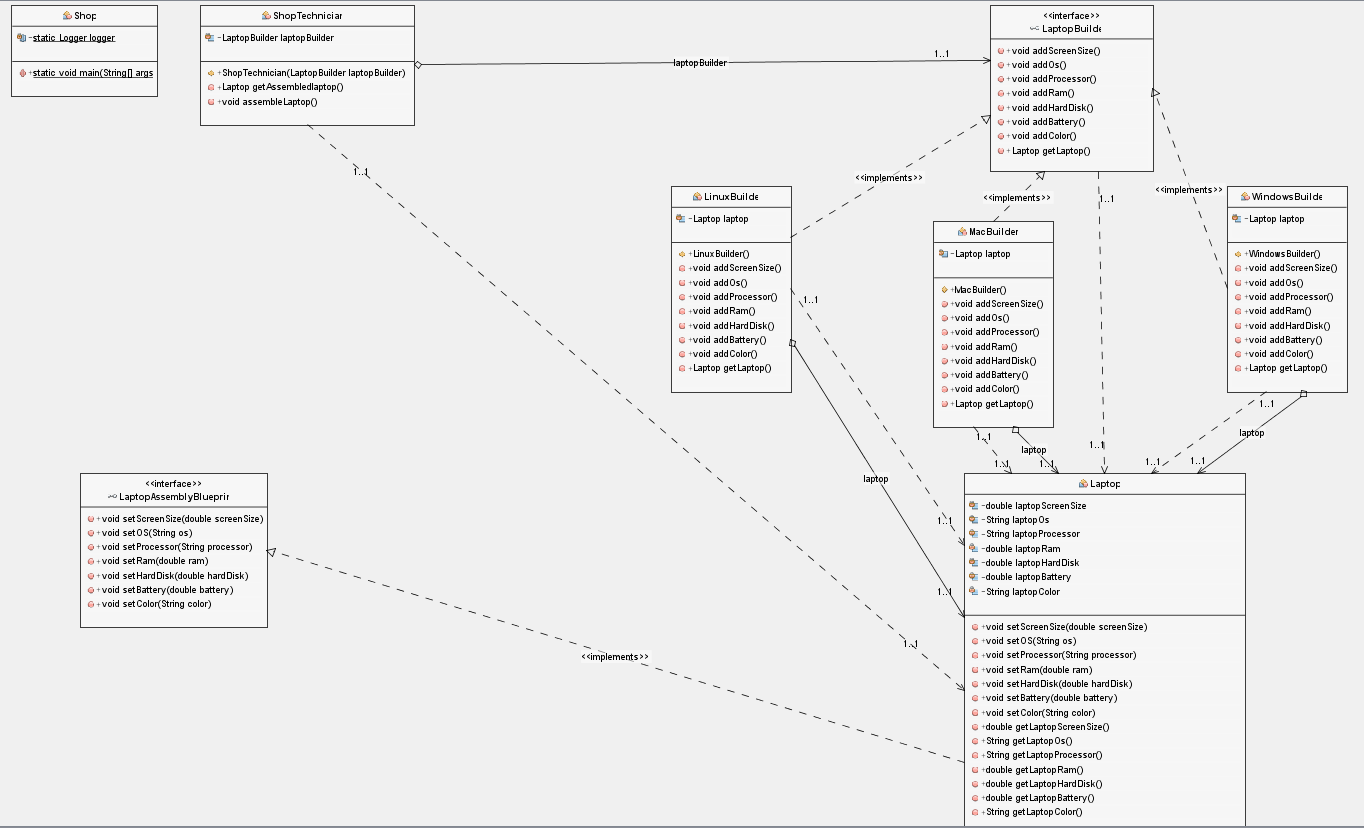 Shop
-static Logger logger
+static void main(String[] args
ShopTechnician
-LaptopBuilder laptopBuilder
+ShopTechnician(LaptopBuilder laptopBuilder)
+Laptop getAssembledlaptop()
+void assembleLaptop()
laptopBuilder
1..1
<<interface>>
LaptopBuilde
+void addScreenSize()
+void addOs()
+void addProcessor()
+void addRam()
+void addHardDisk()
+void addBattery()
+void addColor()
+Laptop getLaptop()
1..1
<<implements>>
<<implements>>
<<implements>>
1..1
LinuxBuilde
-Laptop laptop
+LinuxBuilder()
+void addScreenSize()
+void addOs()
+void addProcessor()
+void addRam()
+void addHardDisk()
+void addBattery()
+void addColor()
+Laptop getLaptop()
1..1
MacBuilder
-Laptop laptop
+MacBuilder()
+void addScreenSize()
+void addOs()
+void addProcessor()
+void addRam()
+void addHardDisk()
+void addBattery()
+void addColor()
+Laptop getLaptop()
WindowsBuilde
-Laptop laptop
+WindowsBuilder()
+void addScreenSize()
+void addOs()
+void addProcessor()
+void addRam()
+void addHardDisk()
+void addBattery()
+void addColor()
+Laptop getLaptop()
1..1
1..1
laptop
laptop
1..1
1..1
1..1
1..1
1..1
laptop
1..1
1..1
1..1
<<interface>>
LaptopAssemblyBlueprir
+void setScreenSize(double screenSize)
+void setOS(String os)
+void setProcessor(String processor)
+void setRam(double ram)
+void setHardDisk(double hardDisk)
+void setBattery(double battery)
+void setColor(String color)
<<implements>>
Laptop
-double laptopScreenSize
-String laptopOs
-String laptopProcessor
-double laptopRam
-double laptopHardDisk
-double laptopBattery
-String laptopColor
+void setScreenSize(double screenSize)
+void setOS(String os)
+void setProcessor(String processor)
+void setRam(double ram)
+void setHardDisk(double hardDisk)
+void setBattery(double battery)
+void setColor(String color)
+double getLaptopScreenSize()
+String getLaptopOs()
+String getLaptopProcessor()
+double getLaptopRam()
+double getLaptopHardDisk()
+double getLaptopBattery()
+String getLaptopColor()